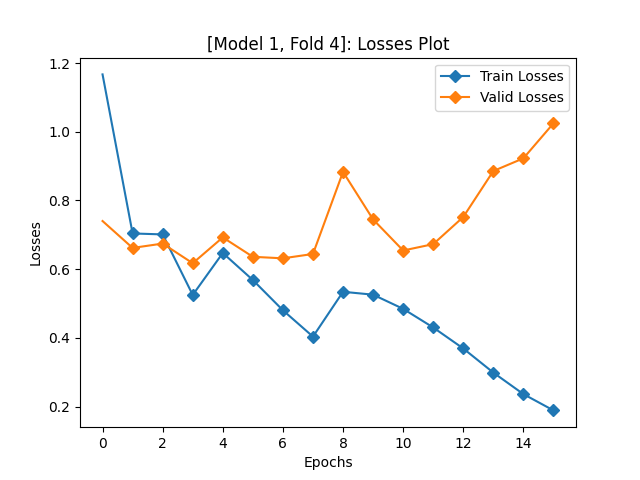 [Model 1, Fold 4]: Losses Plot
Train Losses
Valid Losses
1.2
1.0
0.8
0.6
0.4
0.2
Losses
0 2 4 6 8 10 12 14
Epochs